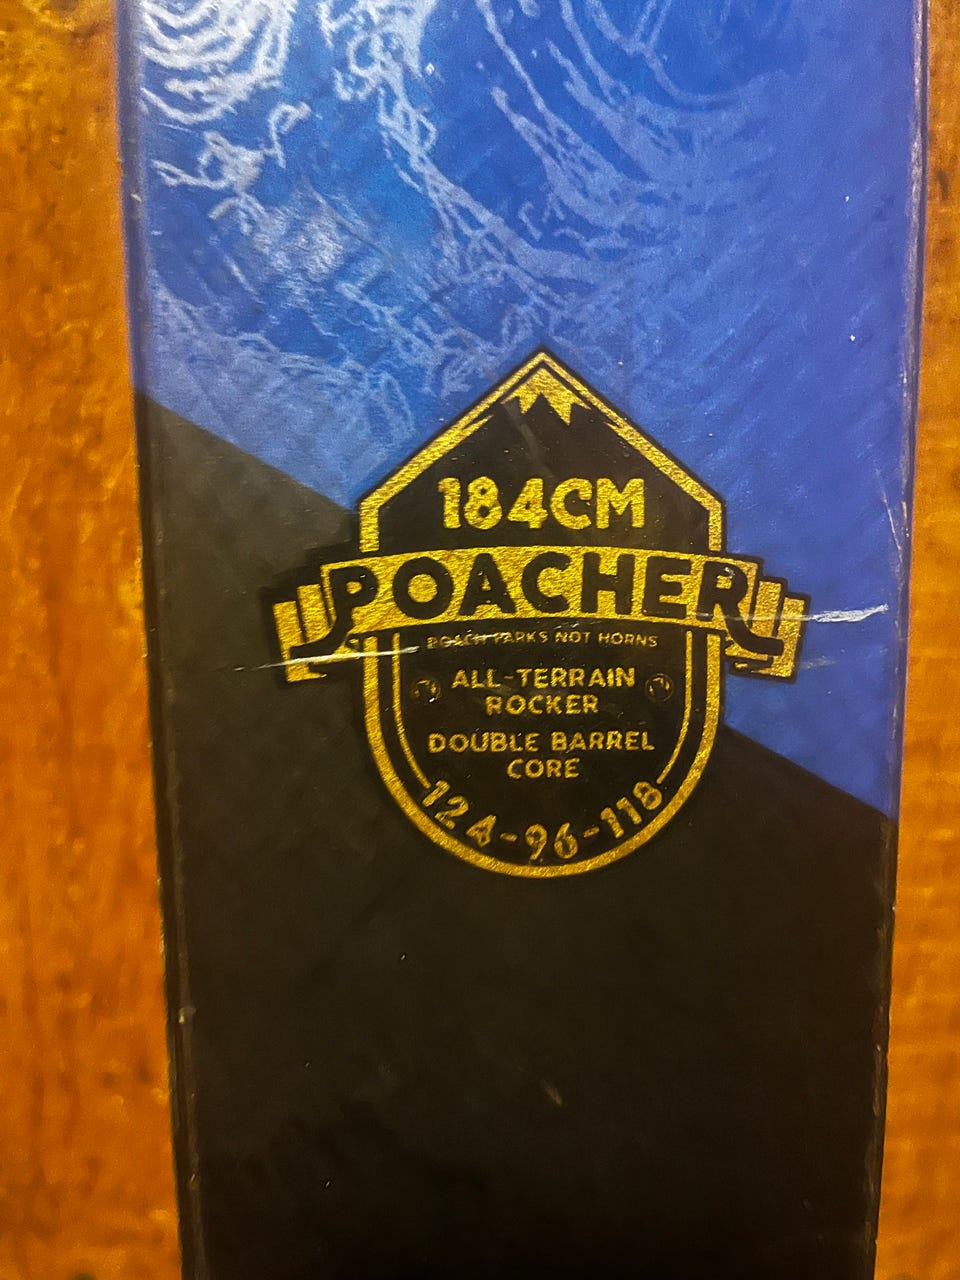 184CM
POACHER
POACH PARKS NOT HORNS
ALL-TERRAIN
ROCKER
DOUBLE BARREL
CORE
124-96-118